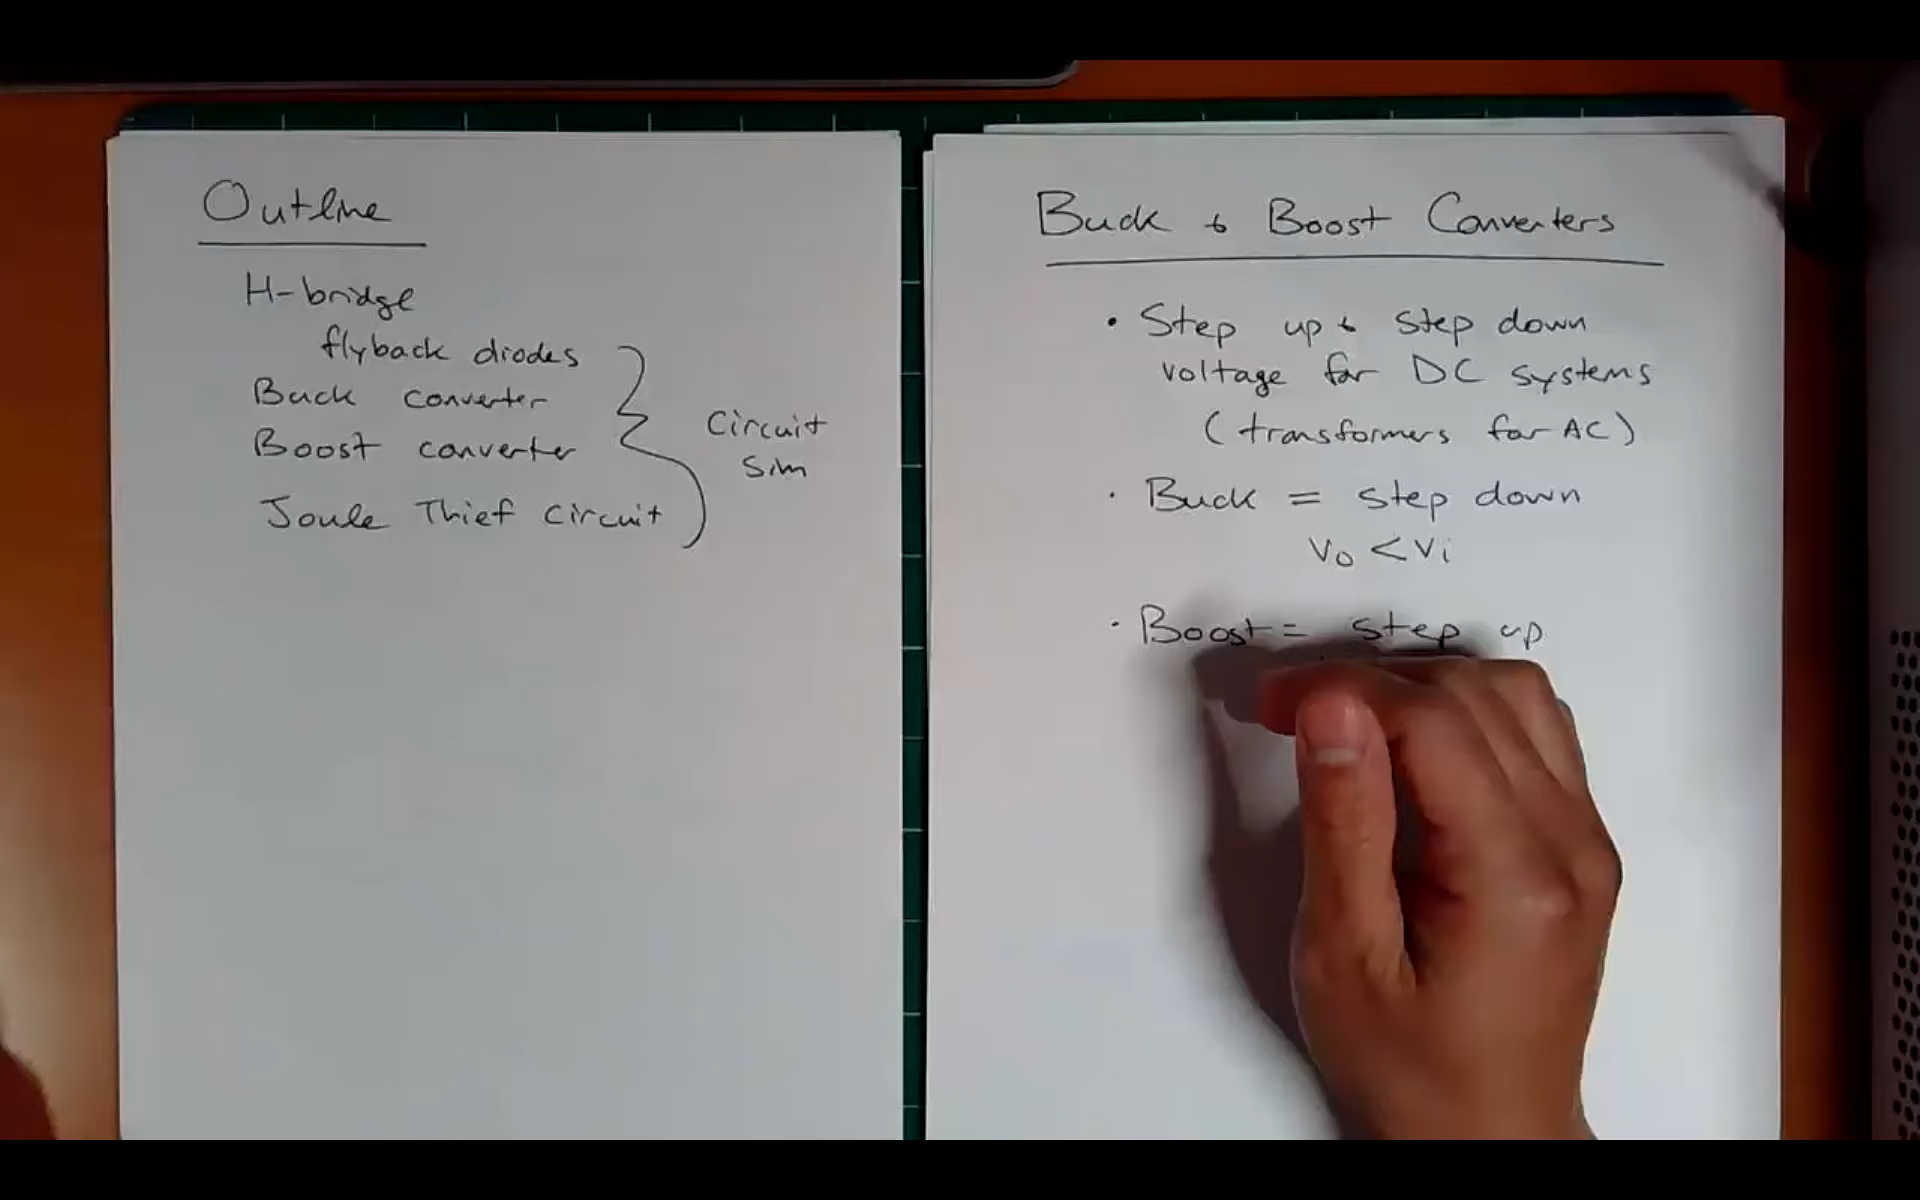 Outline
H-bridge
flyback diodes
Buck converter
Boost converter
Joule Thief circuit
Circuit
Sim
Buck & Boost Converters
• Step up & step down
voltage for DC systems
(transformers for AC)
• Buck = step down
Vo < Vi
• Boost = step up